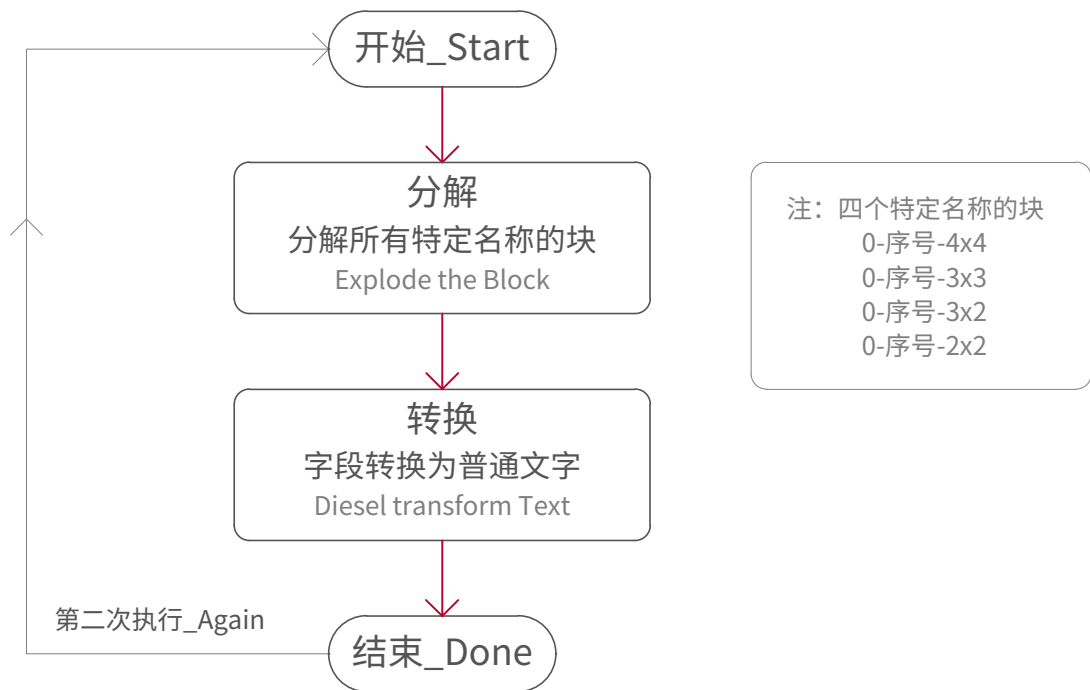 开始_Start
分解
分解所有特定名称的块
Explode the Block
注：四个特定名称的块
0-序号-4x4
0-序号-3x3
0-序号-3x2
0-序号-2x2
转换
字段转换为普通文字
Diesel transform Text
第二次执行_Again
结束_Done